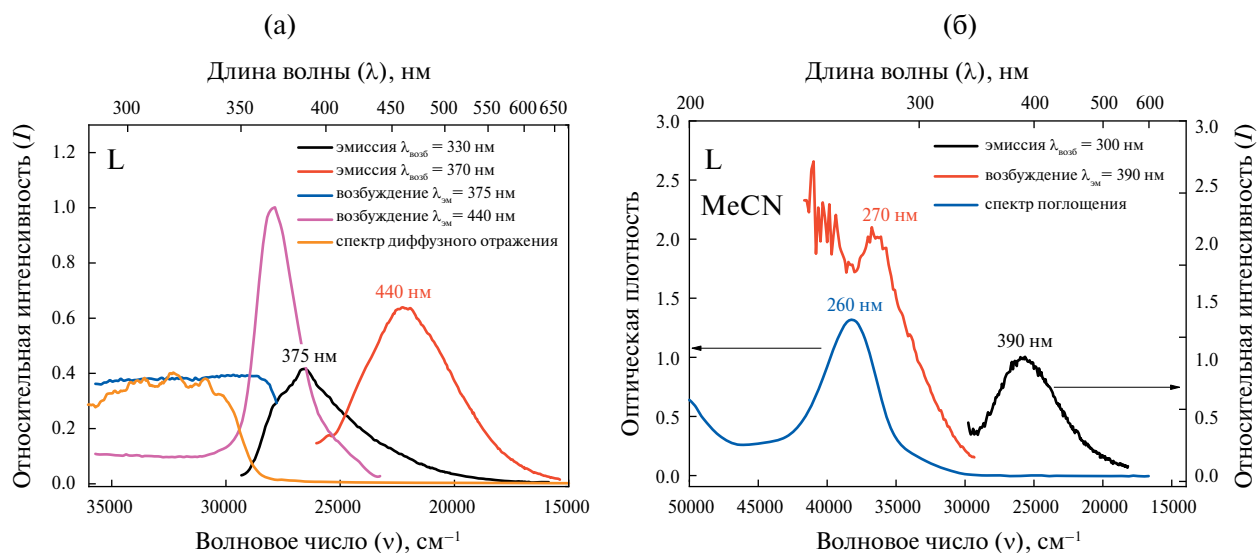 (а)
Длина волны (λ), нм
300 350 400 450 500 550 600 650
Относительная интенсивность (I)
1.2
1.0
0.8
0.6
0.4
0.2
0.0
L
эмиссия λвозб = 330 нм
эмиссия λвозб = 370 нм
возбуждение λэм = 375 нм
возбуждение λэм = 440 нм
спектр диффузного отражения
440 нм
375 нм
35000 30000 25000 20000 15000
Волновое число (ν), см⁻¹
(б)
Длина волны (λ), нм
200 300 400 500 600
Оптическая плотность
3.0
2.5
2.0
1.5
1.0
0.5
0.0
L
MeCN
эмиссия λвозб = 300 нм
возбуждение λэм = 390 нм
спектр поглощения
270 нм
260 нм
390 нм
3.0
2.5
2.0
1.5
1.0
0.5
0.0
Относительная интенсивность (I)
50000 40000 35000 30000 25000 20000 15000
Волновое число (ν), см⁻¹